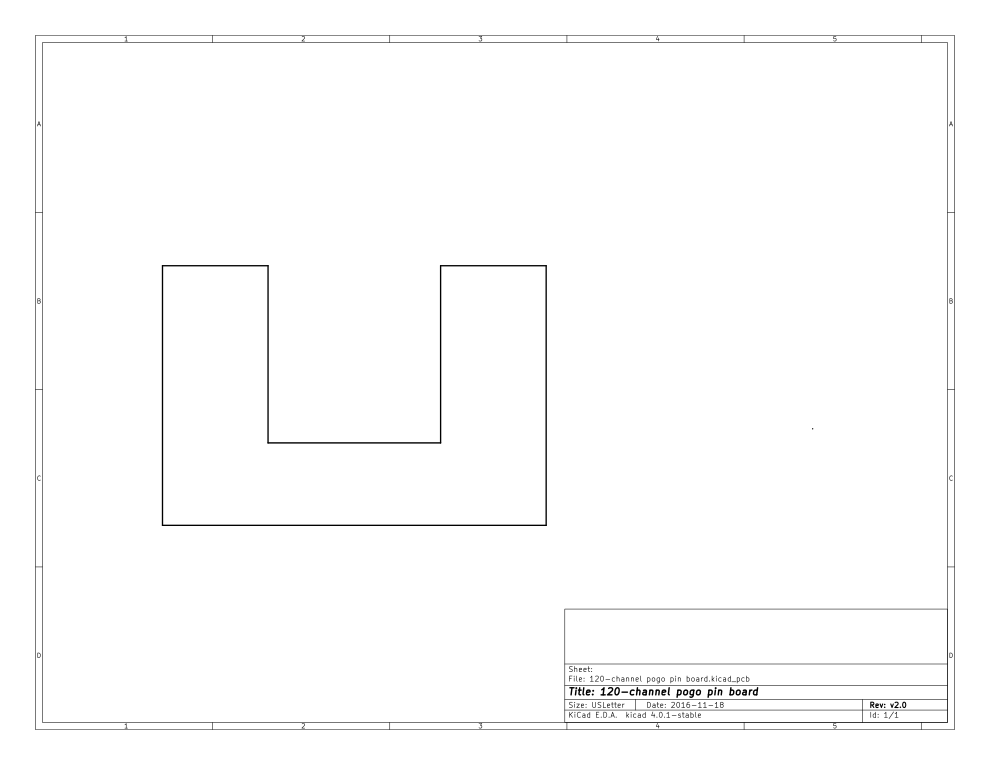 1 2 3 4 5
A A
B B
C C
D D
Sheet:
File: 120-channel pogo pin board.kicad_pcb
Title: 120-channel pogo pin board
Size: USLetter Date: 2016-11-18 Rev: v2.0
KiCad E.D.A. kicad 4.0.1-stable Id: 1/1
1 2 3 4 5